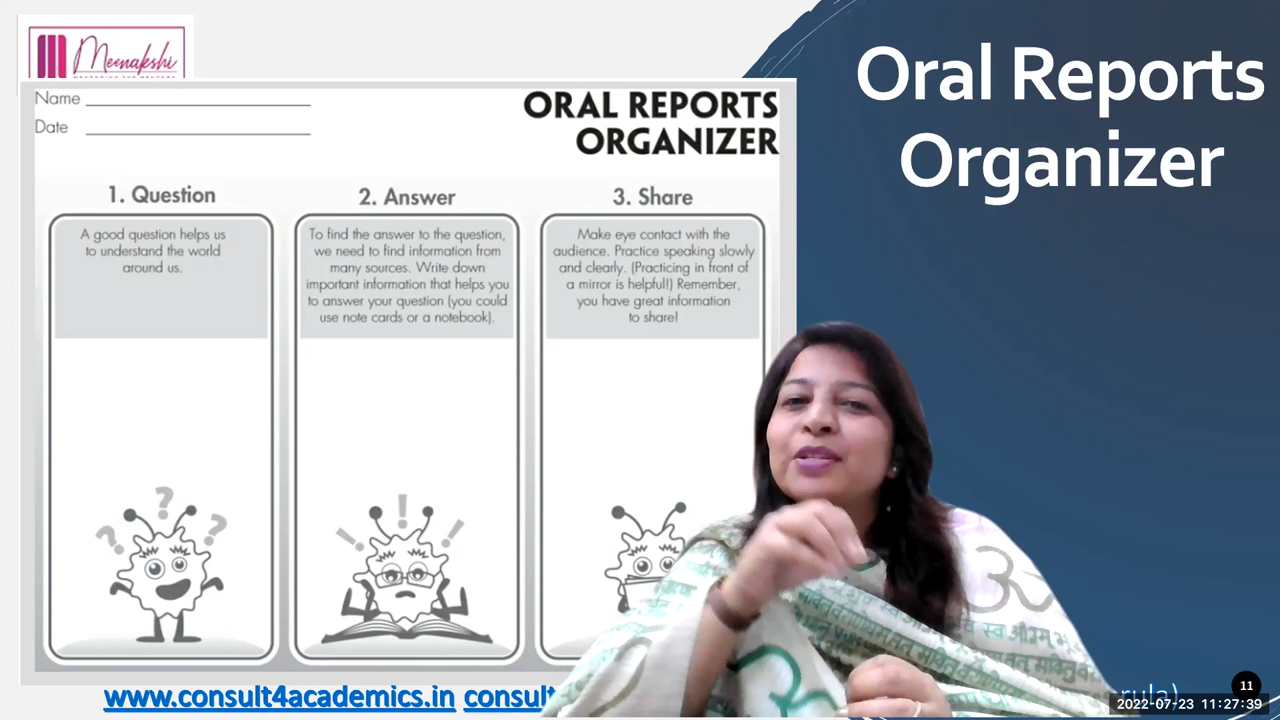 Meenakshi
Oral Reports
Organizer
Name
Date
ORAL REPORTS
ORGANIZER
1. Question
A good question helps us
to understand the world
around us.
2. Answer
To find the answer to the question,
we need to find information from
many sources. Write down
important information that helps you
to answer your question (you could
use note cards or a notebook).
3. Share
Make eye contact with the
audience. Practice speaking slowly
and clearly. (Practicing in front of
a mirror is helpful!) Remember,
you have great information
to share!
? ? ?
! ! !
www.consult4academics.in consult
11
2022-07-23 11:27:39